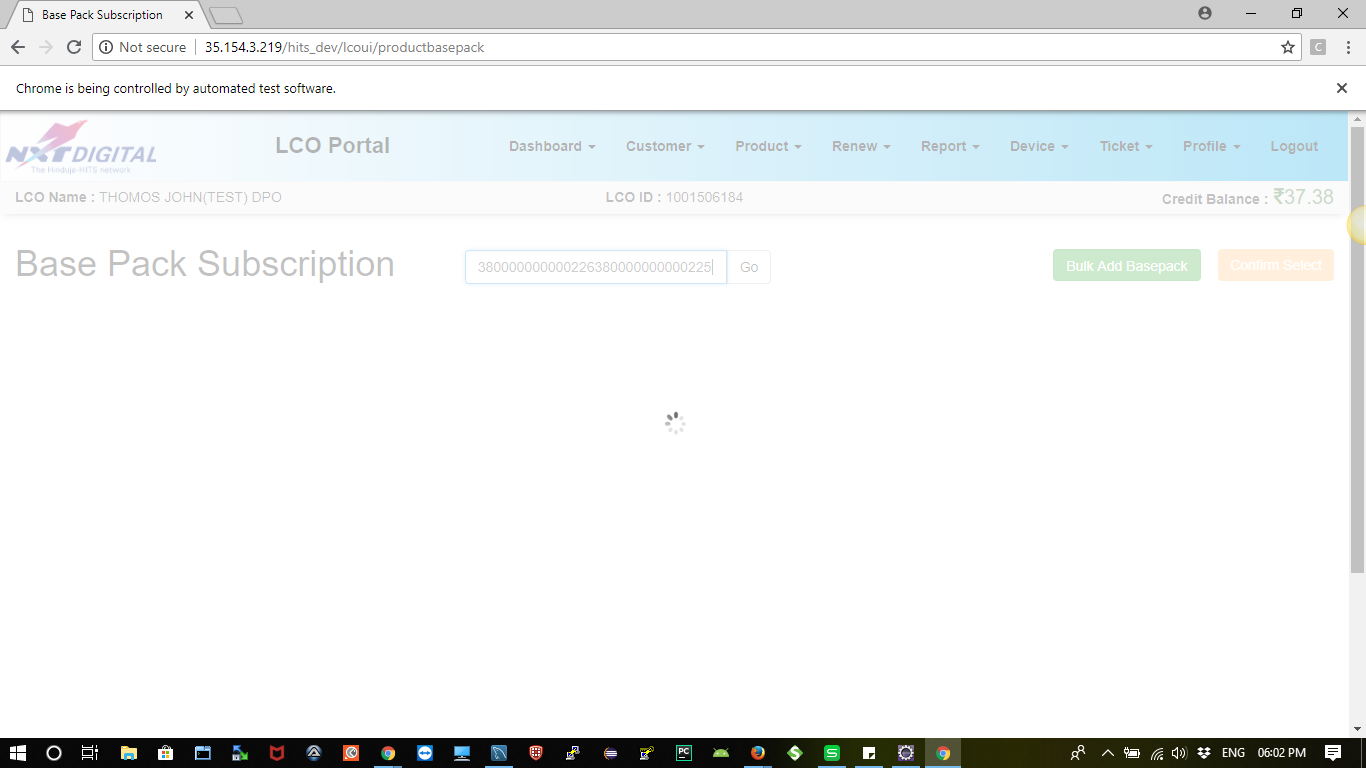 Base Pack Subscription
Not secure 35.154.3.219/hits_dev/lcoui/productbasepack
C
Chrome is being controlled by automated test software.
NXT DIGITAL
The Hinduja-HITS network
LCO Portal
Dashboard Customer Product Renew Report Device Ticket Profile Logout
LCO Name : THOMOS JOHN(TEST) DPO LCO ID : 1001506184 Credit Balance : ₹37.38
Base Pack Subscription
380000000000226380000000000225 Go
Bulk Add Basepack Confirm Select
PC S S ENG 06:02 PM